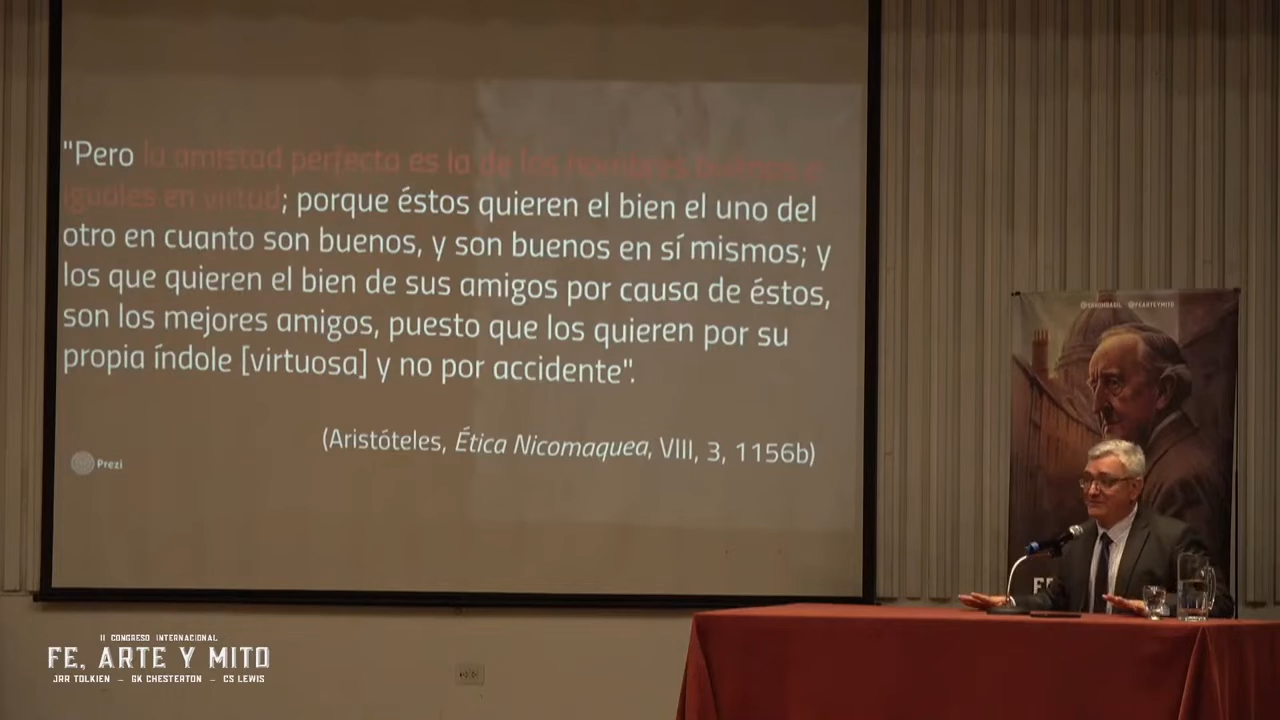 "Pero la amistad perfecta es la de los hombres buenos e
iguales en virtud; porque éstos quieren el bien el uno del
otro en cuanto son buenos, y son buenos en sí mismos; y
los que quieren el bien de sus amigos por causa de éstos,
son los mejores amigos, puesto que los quieren por su
propia índole [virtuosa] y no por accidente".
(Aristóteles, Ética Nicomaquea, VIII, 3, 1156b)
Prezi
@FEARTEYMITO
FE
II CONGRESO INTERNACIONAL
FE, ARTE Y MITO
JRR TOLKIEN – GK CHESTERTON – CS LEWIS